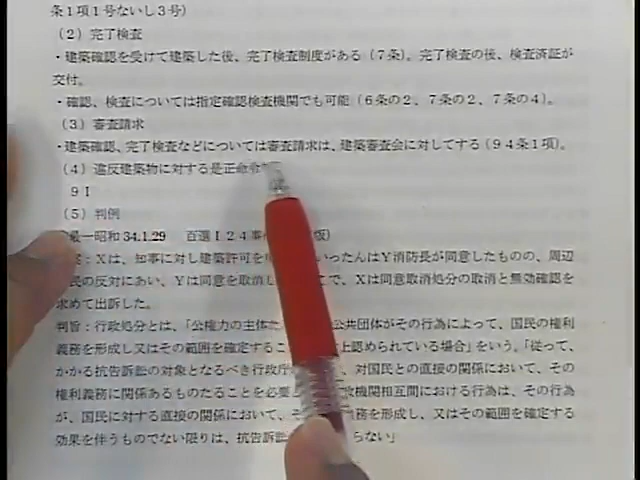 条1項1号ないし3号)
(2) 完了検査
・建築確認を受けて建築した後、完了検査制度がある(7条)。完了検査の後、検査済証が
交付。
・確認、検査については指定確認検査機関でも可能(6条の2、7条の2、7条の4)。
(3) 審査請求
・建築確認、完了検査などについては審査請求は、建築審査会に対してする(94条1項)。
(4) 違反建築物に対する是正命令
9 1
(5) 判例
最一昭和34.1.29 百選124事 版)
:Xは、知事に対し建築許可を いったんはY消防長が同意したものの、周辺
民の反対にあい、Yは同意を取消し で、Xは同意取消処分の取消と無効確認を
求めて出訴した。
判旨:行政処分とは、「公権力の主体た 公共団体がその行為によって、国民の権利
義務を形成し又はその範囲を確定するこ 上認められている場合」をいう。「従って、
かかる抗告訴訟の対象となるべき行政庁 、対国民との直接の関係において、その
権利義務に関係あるものたることを必要 政機関相互間における行為は、その行為
が、国民に対する直接の関係において、そ 義務を形成し、又はその範囲を確定する
効果を伴うものでない限りは、抗告訴訟 らない」